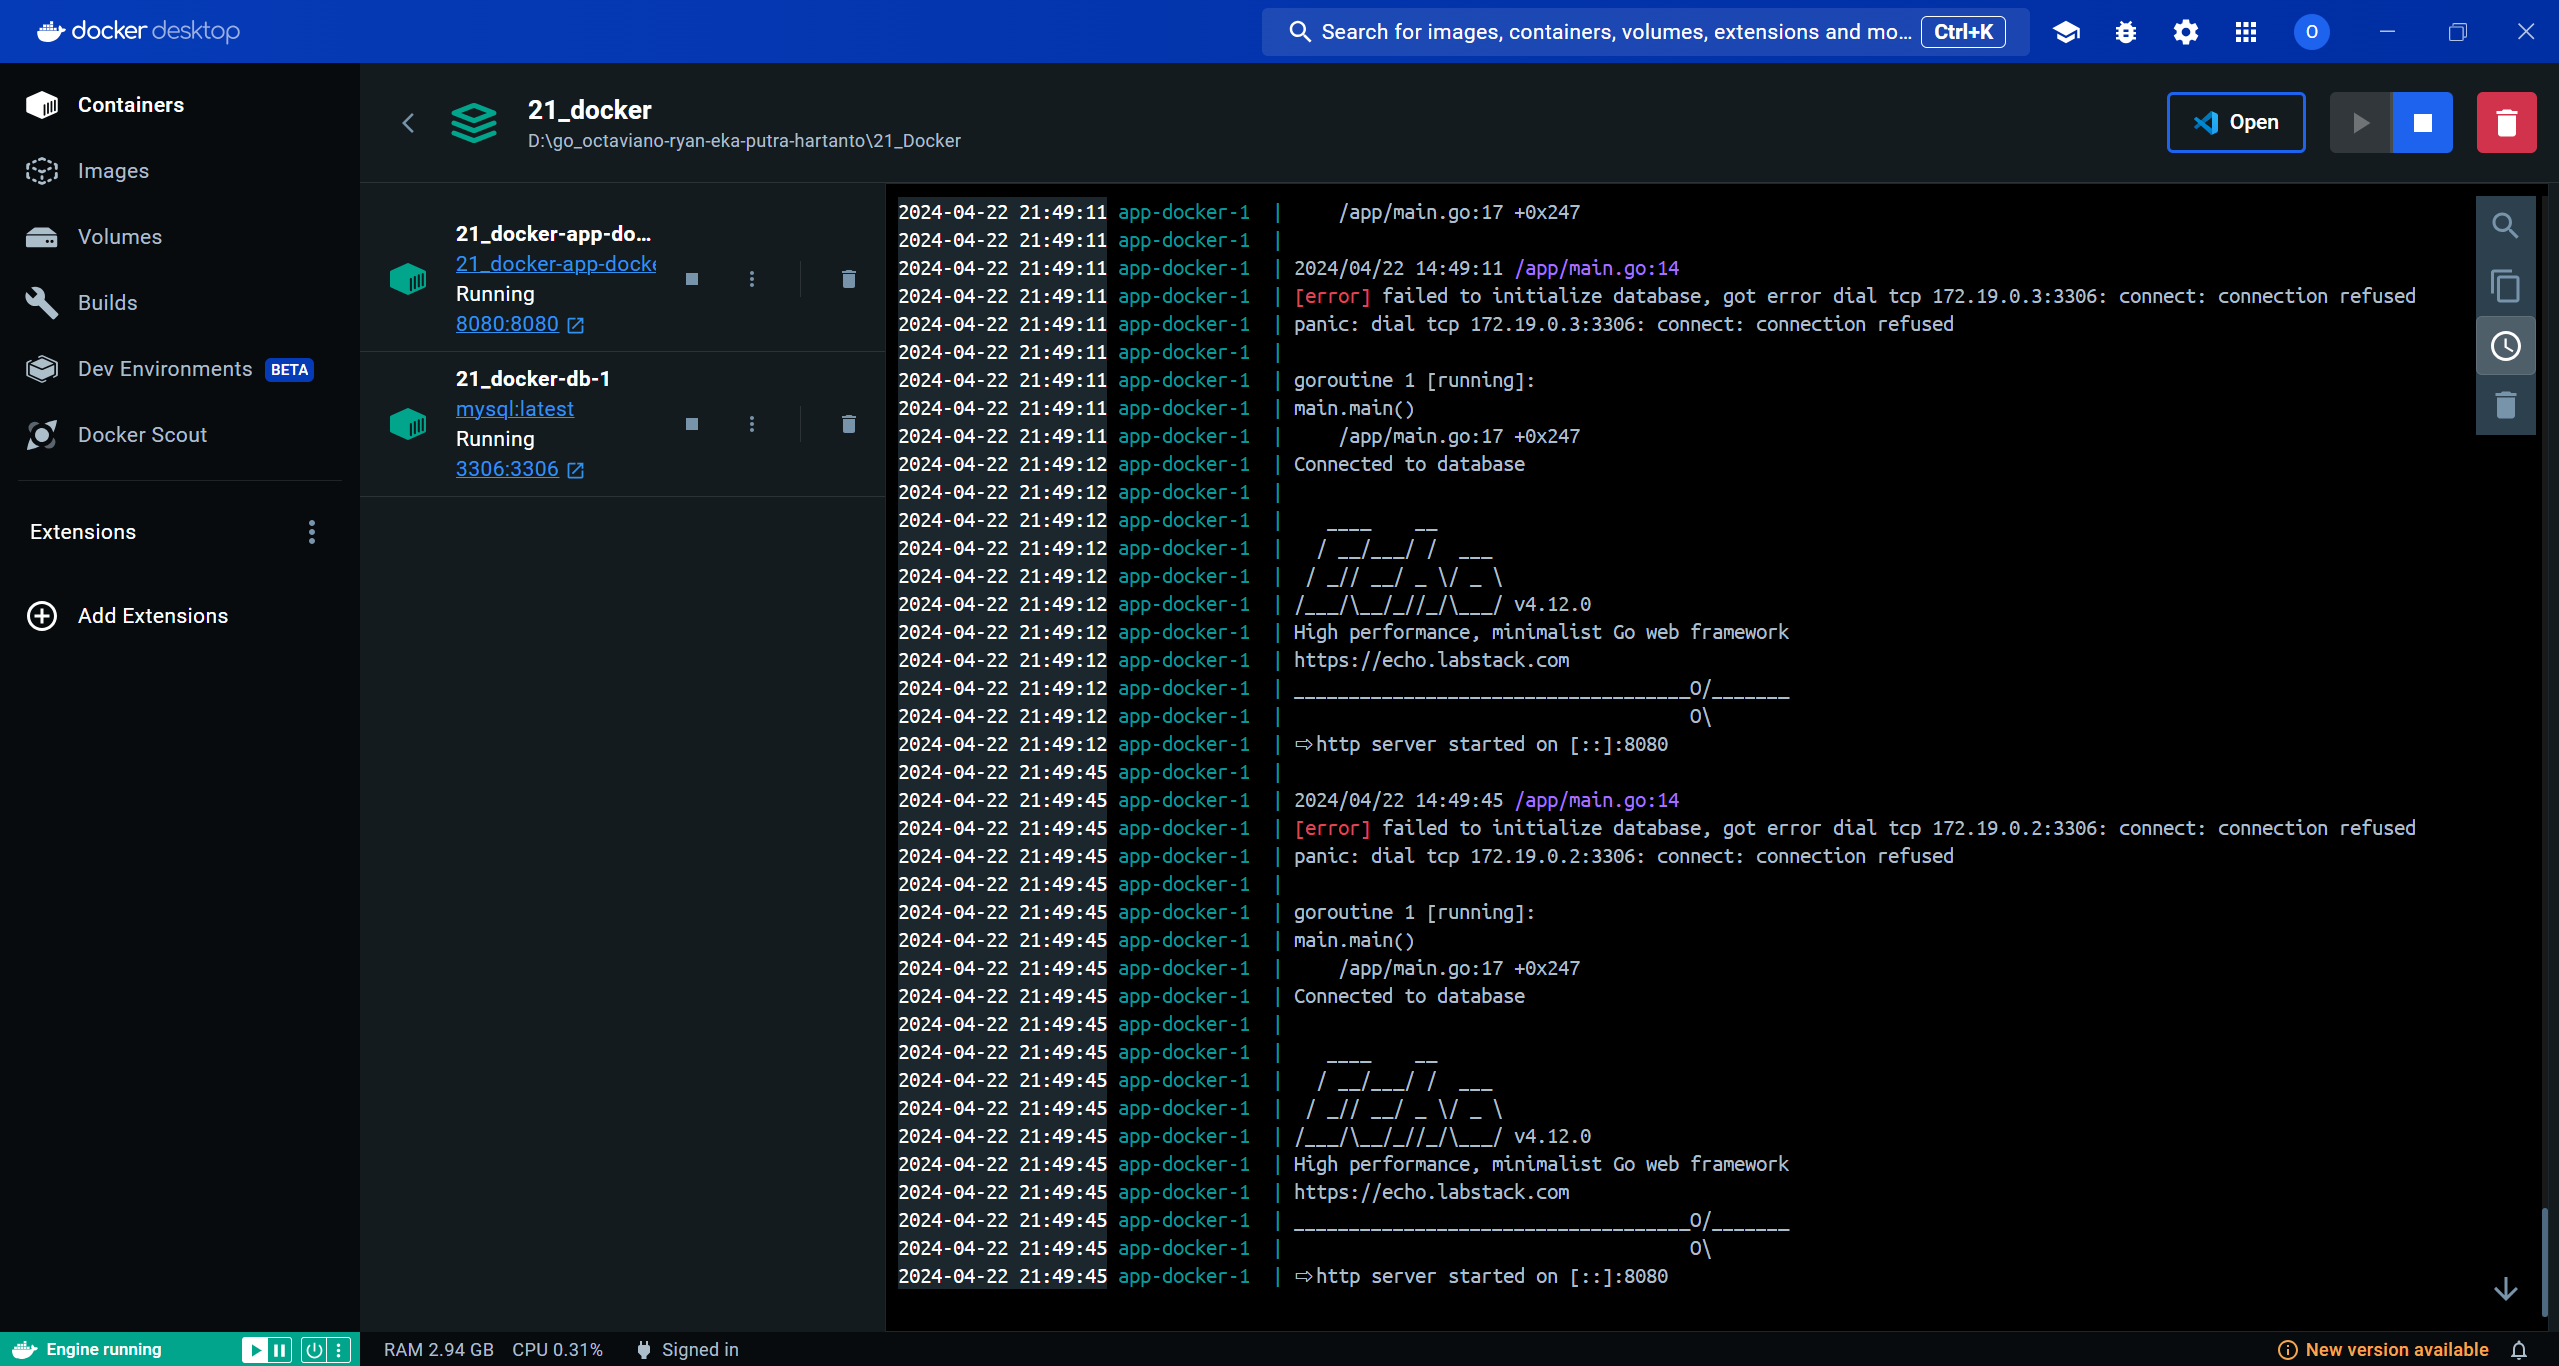 docker desktop
Search for images, containers, volumes, extensions and mo... Ctrl+K
O
Containers
Images
Volumes
Builds
Dev Environments BETA
Docker Scout
Extensions
Add Extensions
21_docker
D:\go_octaviano-ryan-eka-putra-hartanto\21_Docker
Open
21_docker-app-do...
21_docker-app-docke
Running
8080:8080
21_docker-db-1
mysql:latest
Running
3306:3306
2024-04-22 21:49:11 app-docker-1  |     /app/main.go:17 +0x247
2024-04-22 21:49:11 app-docker-1  |
2024-04-22 21:49:11 app-docker-1  | 2024/04/22 14:49:11 /app/main.go:14
2024-04-22 21:49:11 app-docker-1  | [error] failed to initialize database, got error dial tcp 172.19.0.3:3306: connect: connection refused
2024-04-22 21:49:11 app-docker-1  | panic: dial tcp 172.19.0.3:3306: connect: connection refused
2024-04-22 21:49:11 app-docker-1  |
2024-04-22 21:49:11 app-docker-1  | goroutine 1 [running]:
2024-04-22 21:49:11 app-docker-1  | main.main()
2024-04-22 21:49:11 app-docker-1  |     /app/main.go:17 +0x247
2024-04-22 21:49:12 app-docker-1  | Connected to database
2024-04-22 21:49:12 app-docker-1  |
2024-04-22 21:49:12 app-docker-1  |    ____    __
2024-04-22 21:49:12 app-docker-1  |   / __/___/ /  ___
2024-04-22 21:49:12 app-docker-1  |  / _// __/ _ \/ _ \
2024-04-22 21:49:12 app-docker-1  | /___/\__/_//_/\___/ v4.12.0
2024-04-22 21:49:12 app-docker-1  | High performance, minimalist Go web framework
2024-04-22 21:49:12 app-docker-1  | https://echo.labstack.com
2024-04-22 21:49:12 app-docker-1  | ____________________________________O/_______
2024-04-22 21:49:12 app-docker-1  |                                     O\
2024-04-22 21:49:12 app-docker-1  | ⇨ http server started on [::]:8080
2024-04-22 21:49:45 app-docker-1  |
2024-04-22 21:49:45 app-docker-1  | 2024/04/22 14:49:45 /app/main.go:14
2024-04-22 21:49:45 app-docker-1  | [error] failed to initialize database, got error dial tcp 172.19.0.2:3306: connect: connection refused
2024-04-22 21:49:45 app-docker-1  | panic: dial tcp 172.19.0.2:3306: connect: connection refused
2024-04-22 21:49:45 app-docker-1  |
2024-04-22 21:49:45 app-docker-1  | goroutine 1 [running]:
2024-04-22 21:49:45 app-docker-1  | main.main()
2024-04-22 21:49:45 app-docker-1  |     /app/main.go:17 +0x247
2024-04-22 21:49:45 app-docker-1  | Connected to database
2024-04-22 21:49:45 app-docker-1  |
2024-04-22 21:49:45 app-docker-1  |    ____    __
2024-04-22 21:49:45 app-docker-1  |   / __/___/ /  ___
2024-04-22 21:49:45 app-docker-1  |  / _// __/ _ \/ _ \
2024-04-22 21:49:45 app-docker-1  | /___/\__/_//_/\___/ v4.12.0
2024-04-22 21:49:45 app-docker-1  | High performance, minimalist Go web framework
2024-04-22 21:49:45 app-docker-1  | https://echo.labstack.com
2024-04-22 21:49:45 app-docker-1  | ____________________________________O/_______
2024-04-22 21:49:45 app-docker-1  |                                     O\
2024-04-22 21:49:45 app-docker-1  | ⇨ http server started on [::]:8080
Engine running
RAM 2.94 GB CPU 0.31% Signed in
New version available